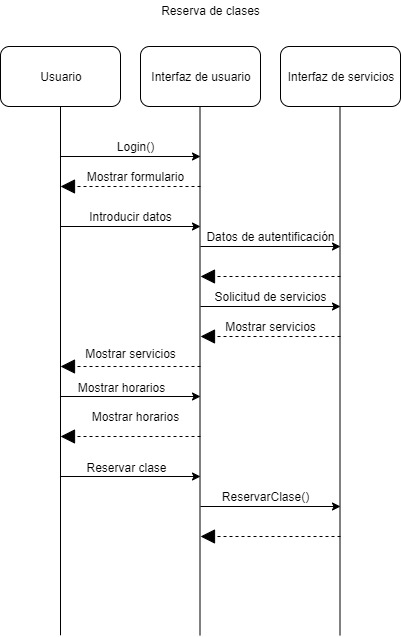 Reserva de clases
Usuario
Interfaz de usuario
Interfaz de servicios
Login()
Mostrar formulario
Introducir datos
Datos de autentificación
Solicitud de servicios
Mostrar servicios
Mostrar servicios
Mostrar horarios
Mostrar horarios
Reservar clase
ReservarClase()